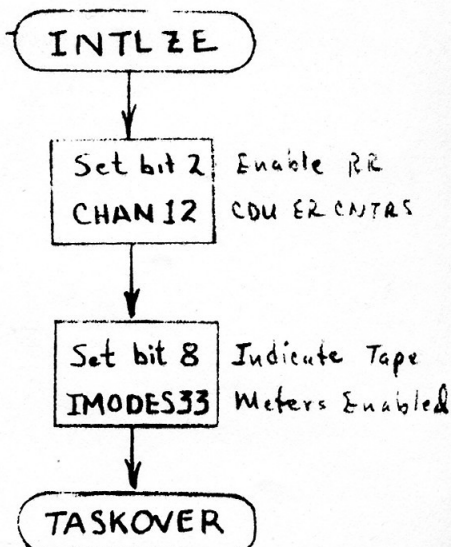 INTLZE
Set bit 2 Enable RR
CHAN 12 CDU ER CNTRS
Set bit 8 Indicate Tape
IMODES33 Meters Enabled
TASKOVER